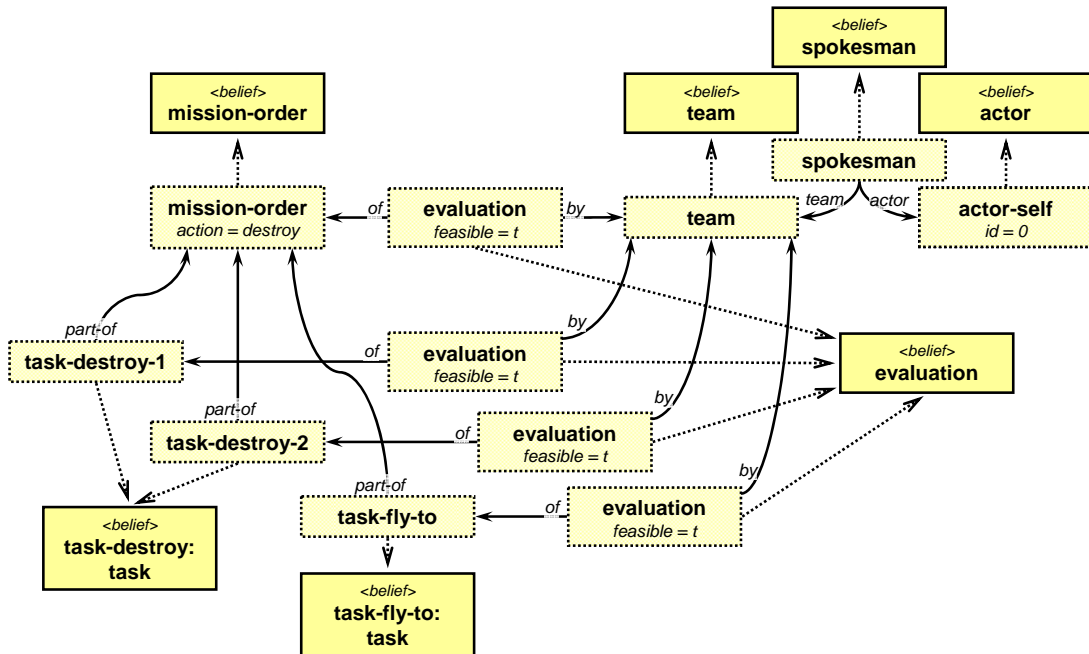 <belief>
spokesman
<belief>
mission-order
<belief>
team
<belief>
actor
spokesman
mission-order
action = destroy
of
evaluation
feasible = t
by
team
team
actor
actor-self
id = 0
part-of
task-destroy-1
of
evaluation
feasible = t
by
<belief>
evaluation
part-of
task-destroy-2
of
evaluation
feasible = t
by
part-of
task-fly-to
of
evaluation
feasible = t
by
<belief>
task-destroy:
task
<belief>
task-fly-to:
task